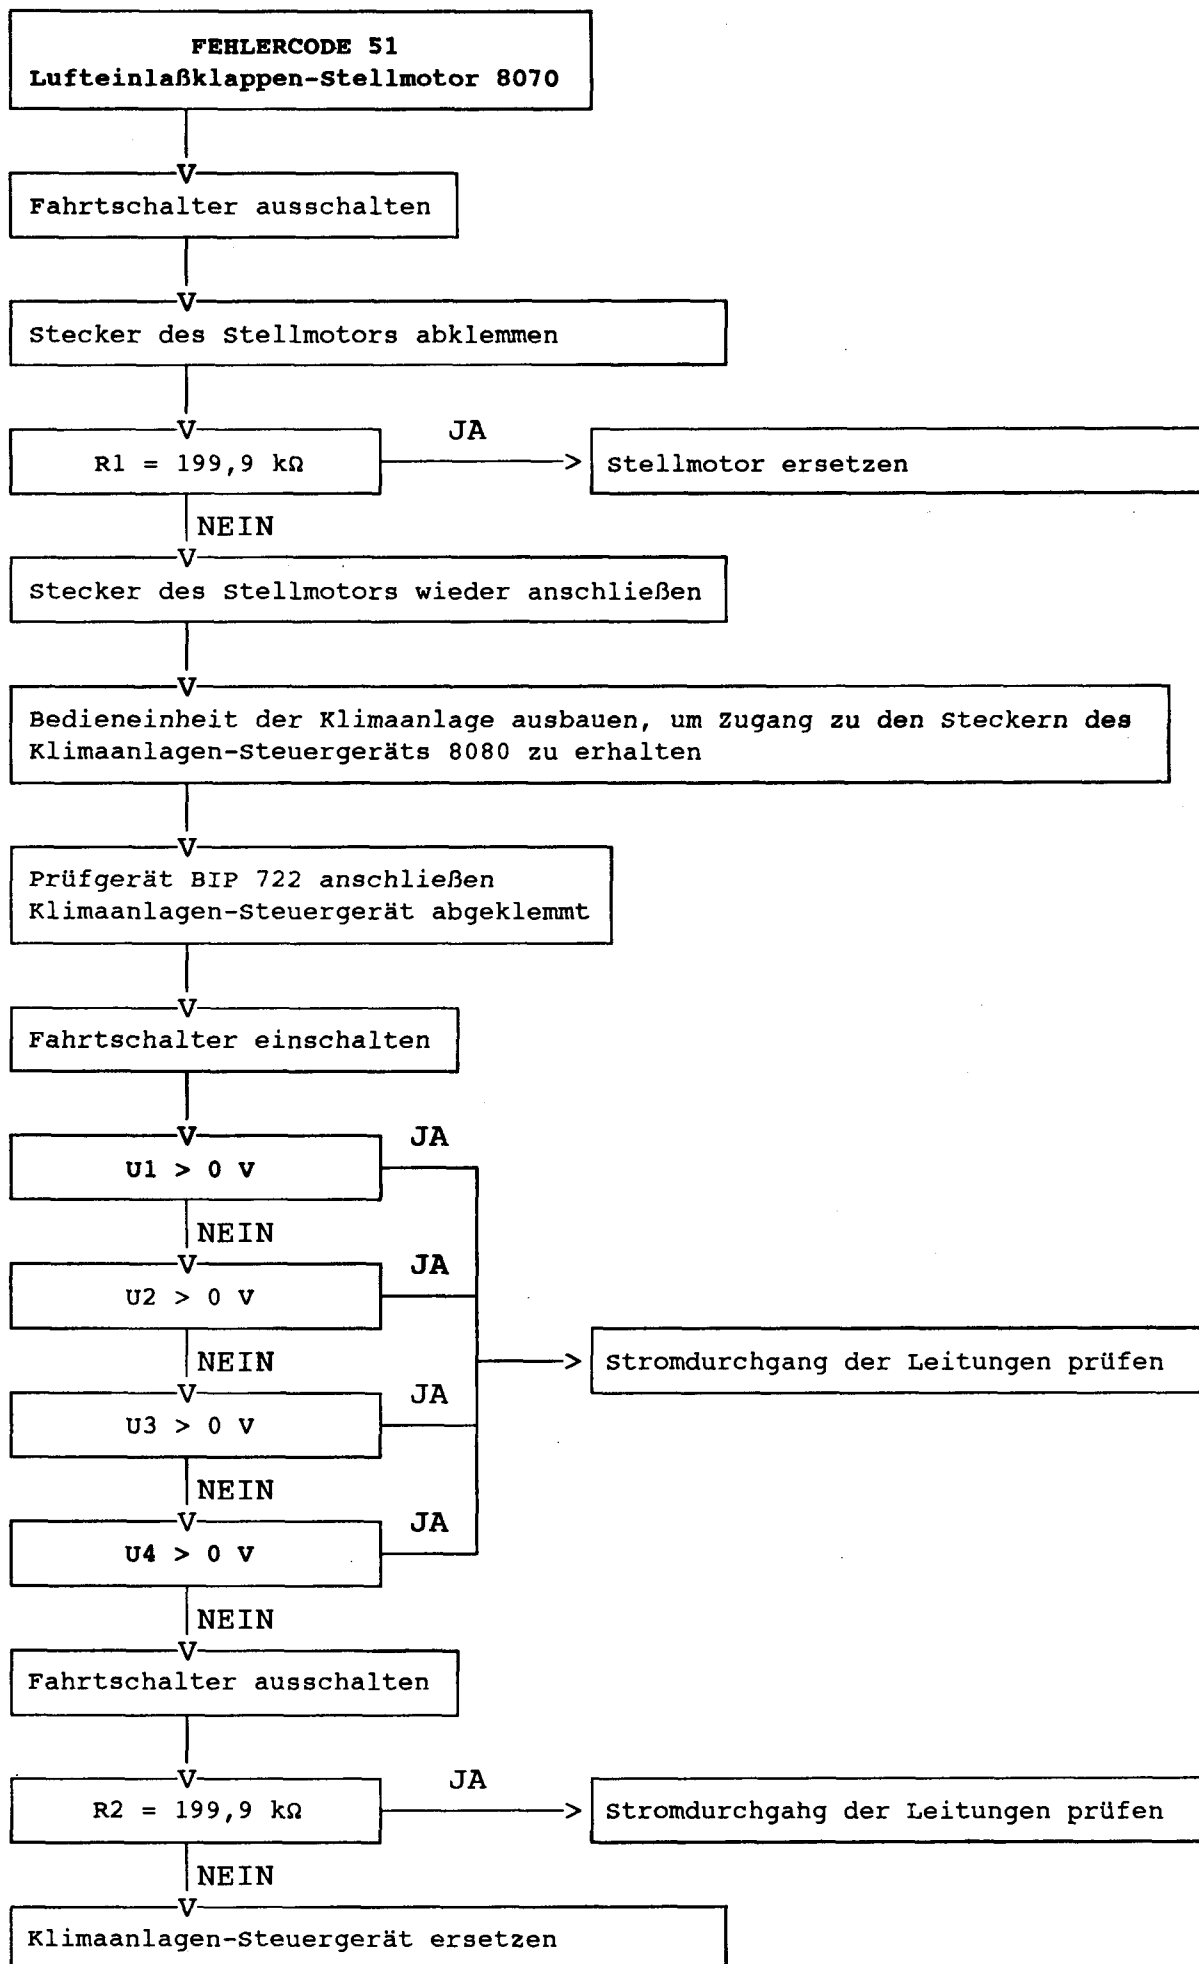 FEHLERCODE 51
Lufteinlaßklappen-Stellmotor 8070
Fahrtschalter ausschalten
Stecker des Stellmotors abklemmen
R1 = 199,9 kΩ
JA
Stellmotor ersetzen
NEIN
Stecker des Stellmotors wieder anschließen
Bedieneinheit der Klimaanlage ausbauen, um Zugang zu den Steckern des
Klimaanlagen-Steuergeräts 8080 zu erhalten
Prüfgerät BIP 722 anschließen
Klimaanlagen-Steuergerät abgeklemmt
Fahrtschalter einschalten
U1 > 0 V
JA
NEIN
U2 > 0 V
JA
NEIN
Stromdurchgang der Leitungen prüfen
U3 > 0 V
JA
NEIN
U4 > 0 V
JA
NEIN
Fahrtschalter ausschalten
R2 = 199,9 kΩ
JA
Stromdurchgahg der Leitungen prüfen
NEIN
Klimaanlagen-Steuergerät ersetzen